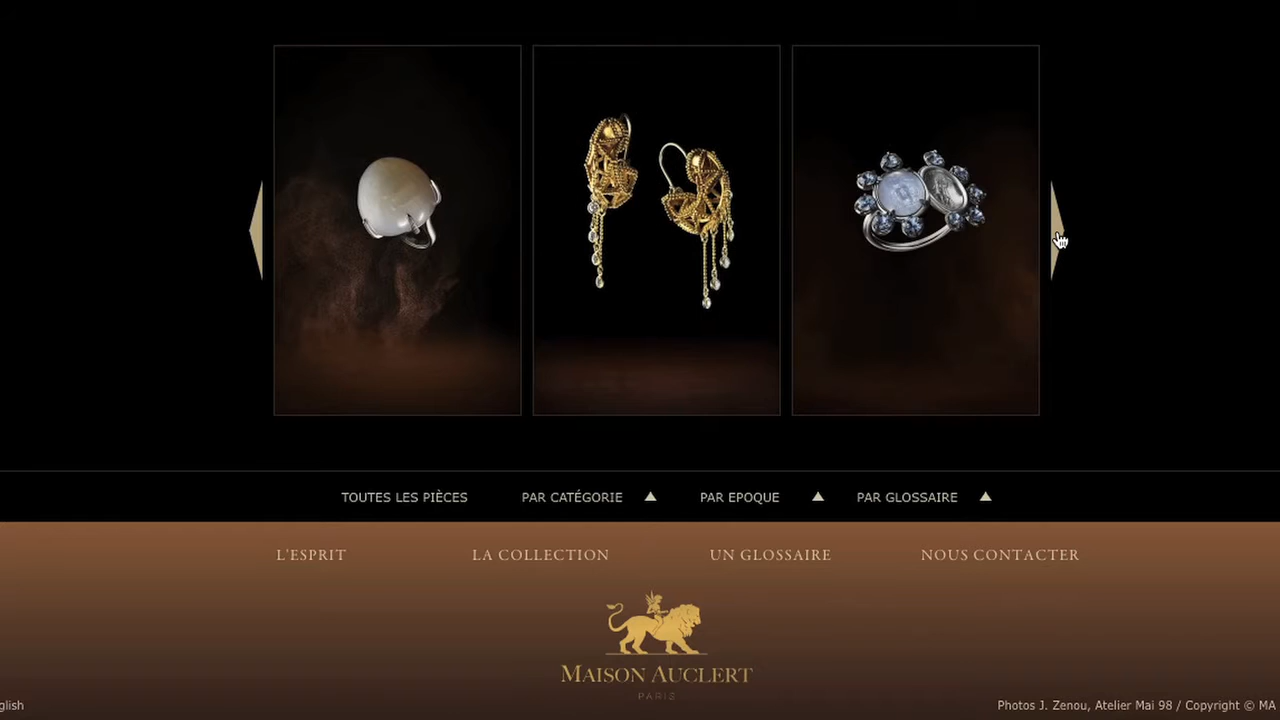 TOUTES LES PIÈCES PAR CATÉGORIE PAR EPOQUE PAR GLOSSAIRE
L'ESPRIT LA COLLECTION UN GLOSSAIRE NOUS CONTACTER
MAISON AUCLERT
PARIS
glish Photos J. Zenou, Atelier Mai 98 / Copyright © MA